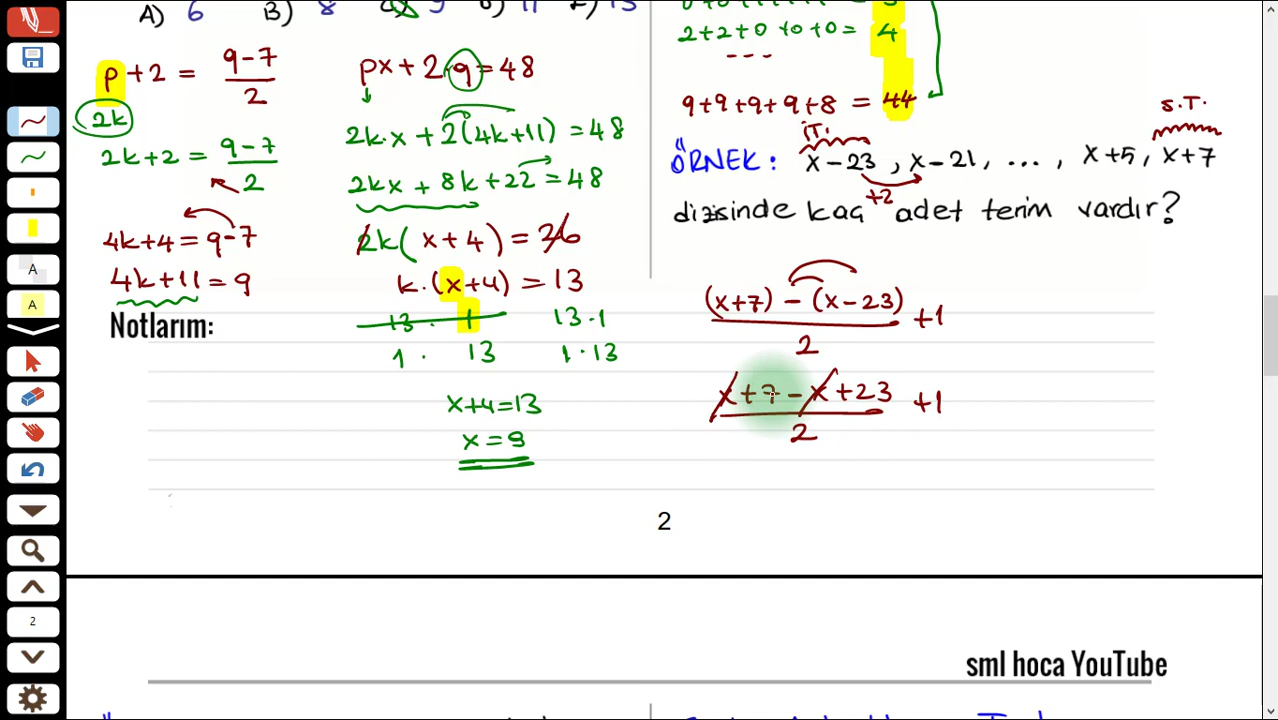 A) 6 B) 8 C) 9 D) 11 E) 13
p + 2 = 9-7 / 2
2k
2k+2 = 9-7 / 2
4k+4 = 9-7
4k+11 = 9
px + 2·9 = 48
2k·x + 2(4k+11) = 48
2kx + 8k + 22 = 48
2k(x+4) = 26
k·(x+4) = 13
13 · 1 13·1
1 · 13 1·13
x+4=13
x = 9
2+2+0+0+0 = 4
---
9+9+9+9+8 = 44
İT. S.T.
ÖRNEK: x-23, x-21, ..., x+5, x+7
+2
dizisinde kaç adet terim vardır?
(x+7) - (x-23) / 2 +1
x+7-x+23 / 2 +1
Notlarım:
2
2
sml hoca YouTube